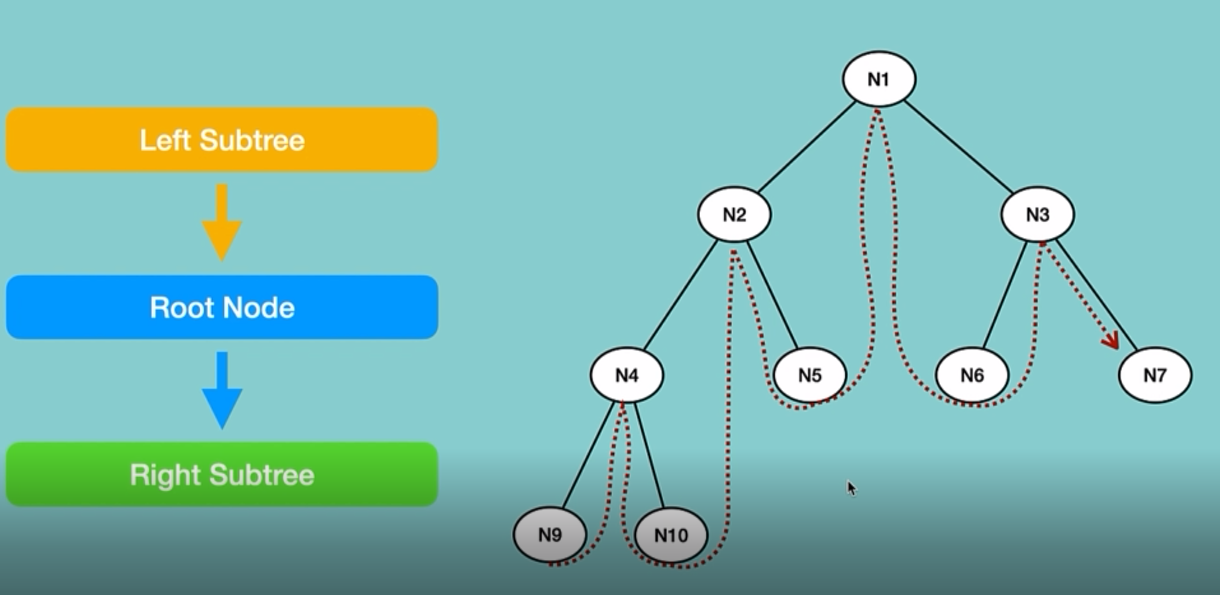 Left Subtree
Root Node
Right Subtree
N1
N2
N3
N4
N5
N6
N7
N9
N10